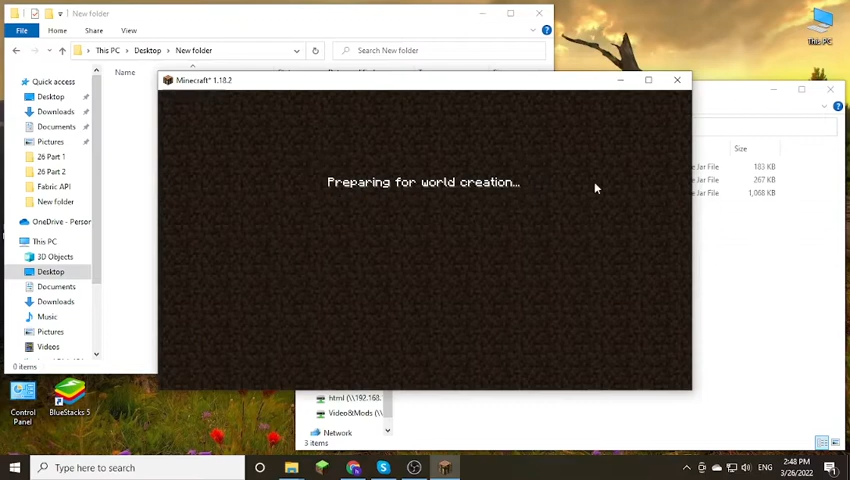 New folder
File
Home
Share
View
This PC
Desktop
New folder
Search New folder
Name
Quick access
Desktop
Downloads
Documents
Pictures
26 Part 1
26 Part 2
Fabric API
New folder
OneDrive - Person
This PC
3D Objects
Desktop
Documents
Downloads
Music
Pictures
Videos
0 items
Minecraft* 1.18.2
Preparing for world creation...
This PC
Size
Jar File 183 KB
Jar File 267 KB
Jar File 1,068 KB
html (\\192.168.
Video&Mods (\\
Network
3 items
Control
Panel
BlueStacks 5
Type here to search
ENG
2:48 PM
3/26/2022